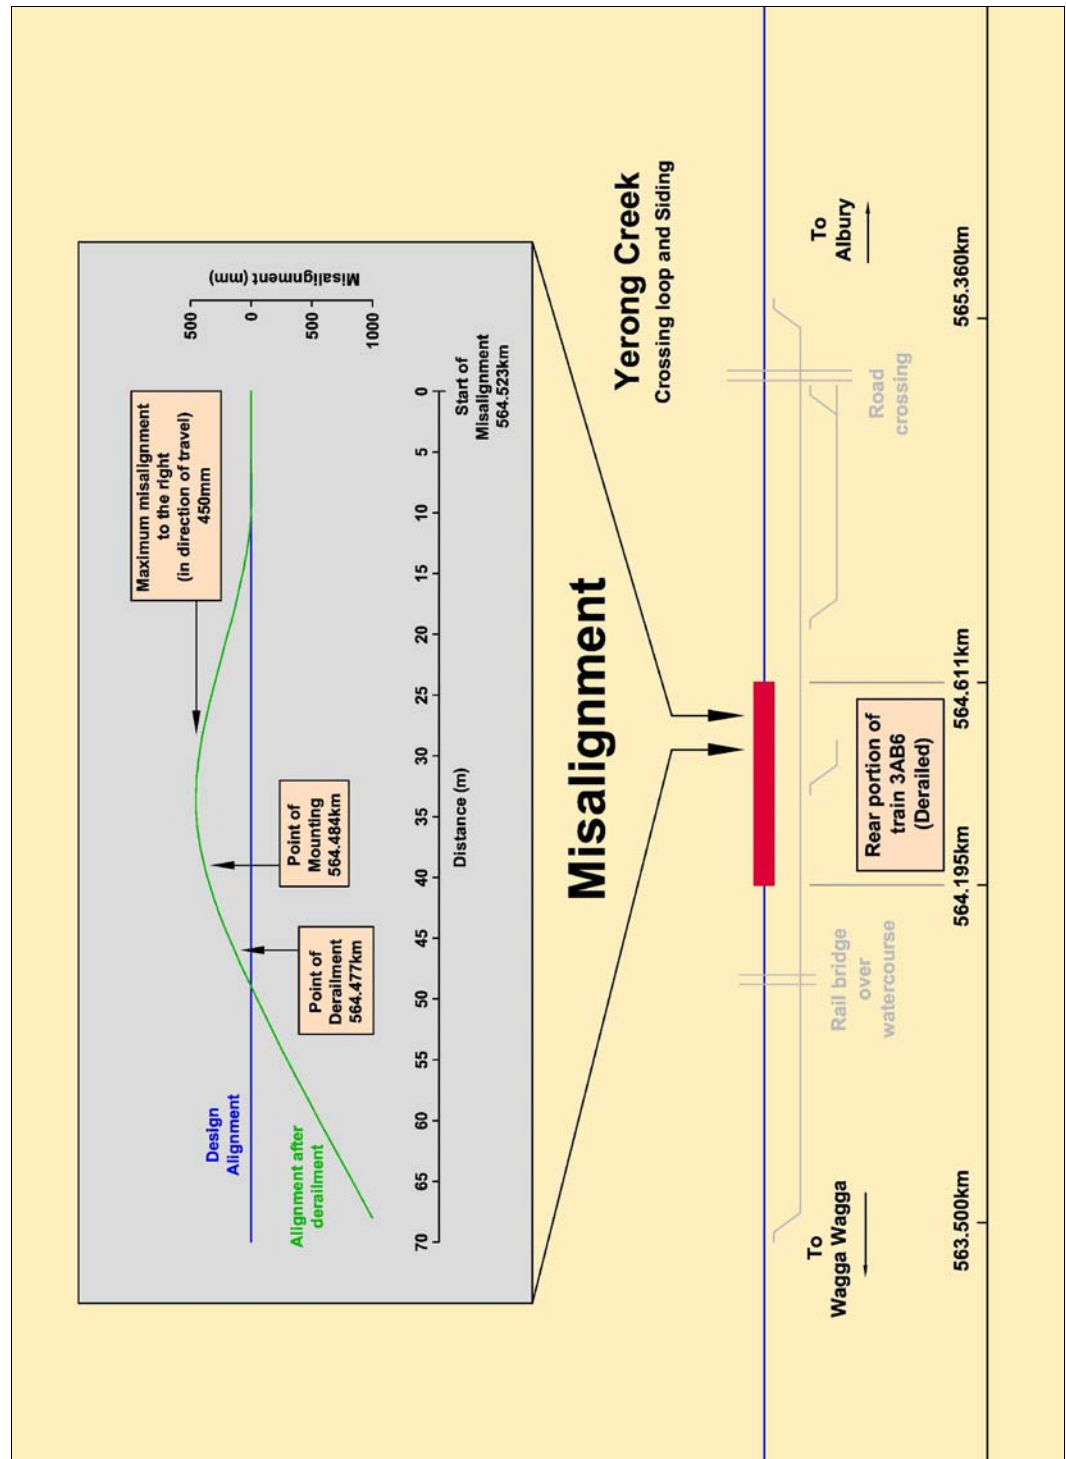 Misalignment (mm)
500
0
500
1000
Maximum misalignment
to the right
(in direction of travel)
450mm
Point of
Mounting
564.484km
Point of
Derailment
564.477km
Design
Alignment
Alignment after
derailment
70
65
60
55
50
45
40
35
30
25
20
15
10
5
0
Distance (m)
Start of
Misalignment
564.523km
Misalignment
Yerong Creek
Crossing loop and Siding
To
Wagga Wagga
Rail bridge
over
watercourse
Rear portion of
train 3AB6
(Derailed)
Road
crossing
To
Albury
563.500km
564.195km
564.611km
565.360km